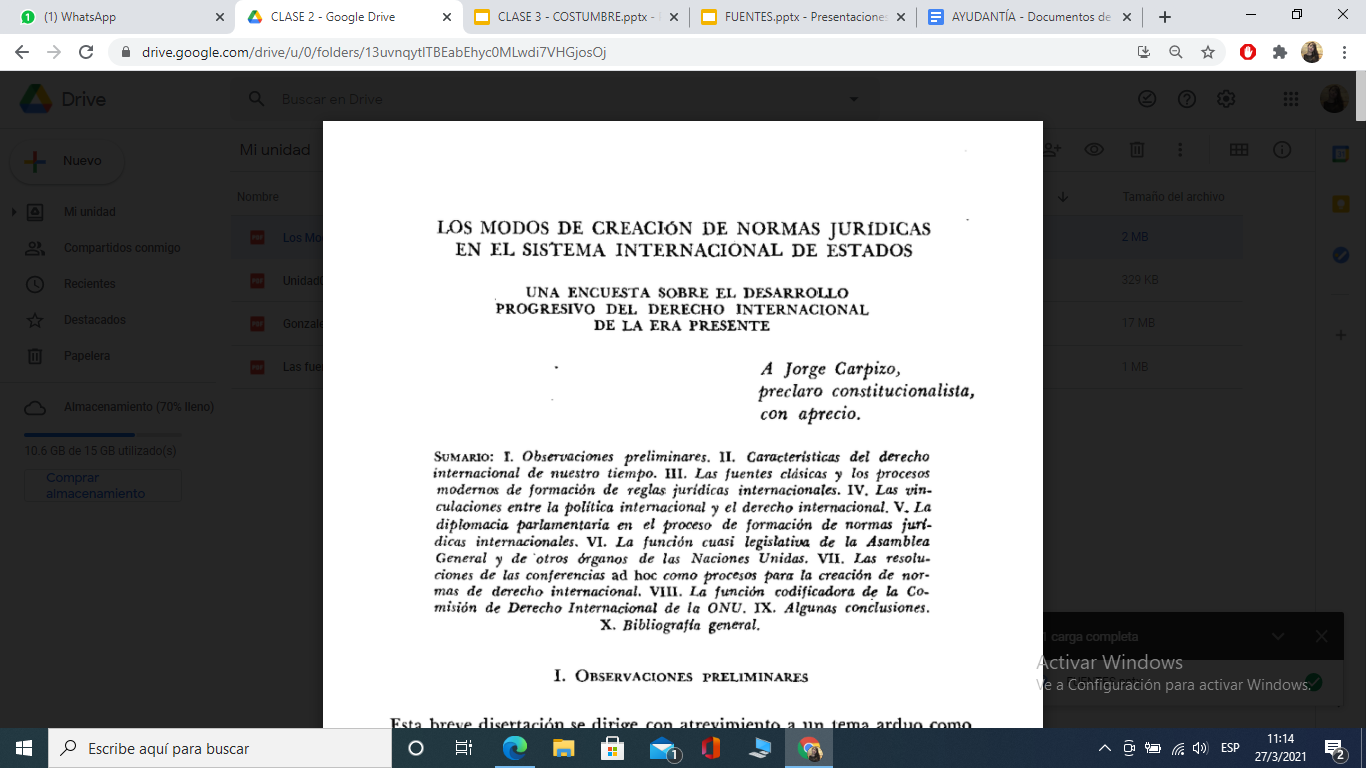 (1) WhatsApp
CLASE 2 - Google Drive
CLASE 3 - COSTUMBRE.pptx -
FUENTES.pptx - Presentaciones
AYUDANTÍA - Documentos de
drive.google.com/drive/u/0/folders/13uvnqytITBEabEhyc0MLwdi7VHGjosOj
Drive
Buscar en Drive
Nuevo
Mi unidad
Compartidos conmigo
Recientes
Destacados
Papelera
Almacenamiento (70% lleno)
10.6 GB de 15 GB utilizado(s)
Comprar
almacenamiento
Mi unidad
Nombre
Tamaño del archivo
PDF Los Mo
2 MB
PDF Unidad
329 KB
PDF Gonzale
17 MB
PDF Las fue
1 MB
LOS MODOS DE CREACIÓN DE NORMAS JURÍDICAS
EN EL SISTEMA INTERNACIONAL DE ESTADOS
UNA ENCUESTA SOBRE EL DESARROLLO
PROGRESIVO DEL DERECHO INTERNACIONAL
DE LA ERA PRESENTE
A Jorge Carpizo,
preclaro constitucionalista,
con aprecio.
SUMARIO: I. Observaciones preliminares. II. Características del derecho
internacional de nuestro tiempo. III. Las fuentes clásicas y los procesos
modernos de formación de reglas jurídicas internacionales. IV. Las vin-
culaciones entre la política internacional y el derecho internacional. V. La
diplomacia parlamentaria en el proceso de formación de normas jurí-
dicas internacionales. VI. La función cuasi legislativa de la Asamblea
General y de otros órganos de las Naciones Unidas. VII. Las resolu-
ciones de las conferencias ad hoc como procesos para la creación de nor-
mas de derecho internacional. VIII. La función codificadora de la Co-
misión de Derecho Internacional de la ONU. IX. Algunas conclusiones.
X. Bibliografía general.
I. OBSERVACIONES PRELIMINARES
Esta breve disertación se dirige con atrevimiento a un tema arduo como
1 carga completa
Activar Windows
Ve a Configuración para activar Windows.
Escribe aquí para buscar
1
ESP
11:14
27/3/2021
2